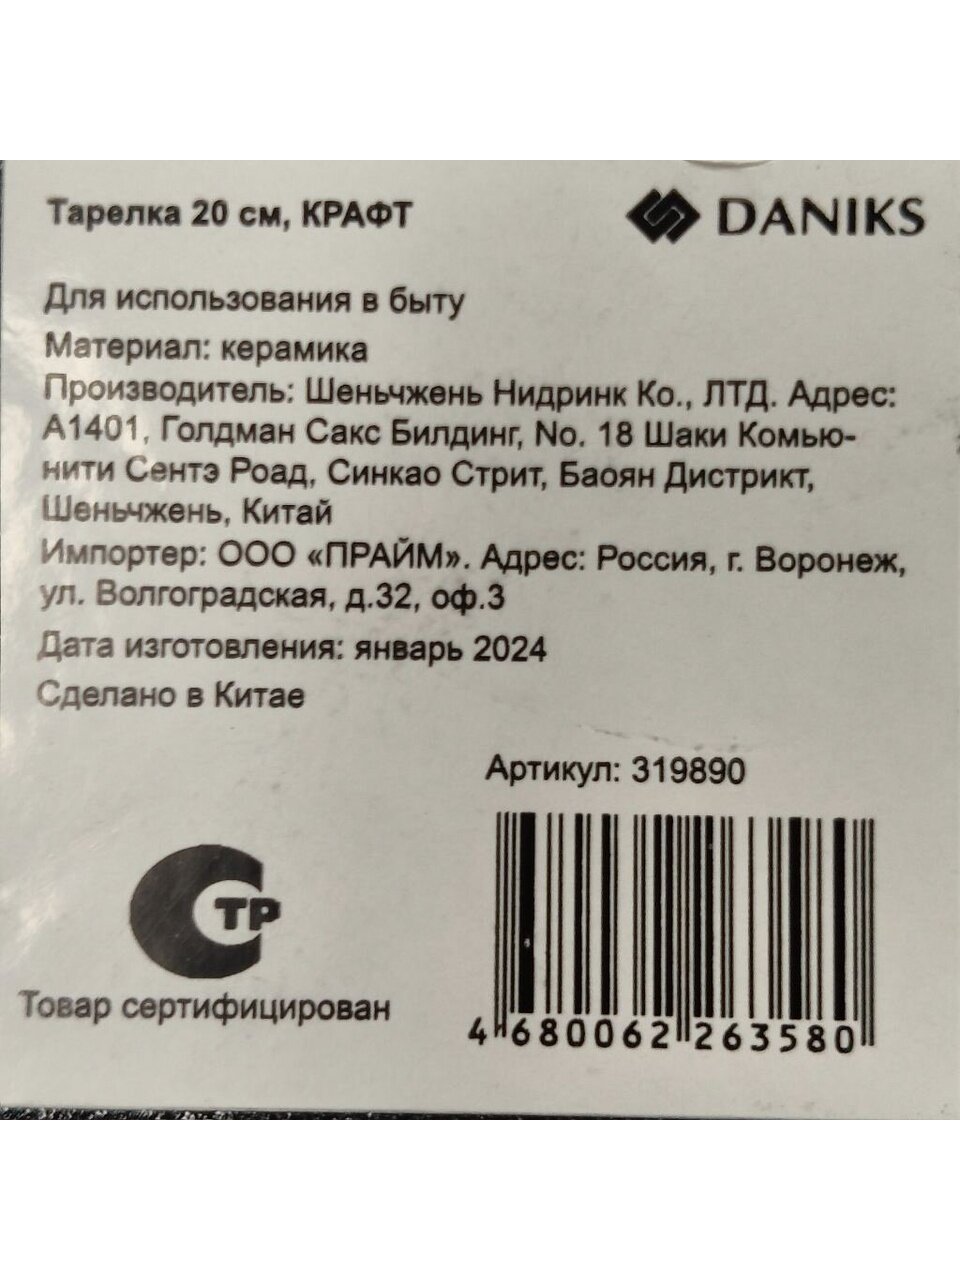 Тарелка 20 см, КРАФТ
DANIKS
Для использования в быту
Материал: керамика
Производитель: Шеньчжень Нидринк Ко., ЛТД. Адрес:
А1401, Голдман Сакс Билдинг, No. 18 Шаки Комью-
нити Сентэ Роад, Синкао Стрит, Баоян Дистрикт,
Шеньчжень, Китай
Импортер: ООО «ПРАЙМ». Адрес: Россия, г. Воронеж,
ул. Волгоградская, д.32, оф.3
Дата изготовления: январь 2024
Сделано в Китае
Артикул: 319890
СТР
Товар сертифицирован
4 680062 263580